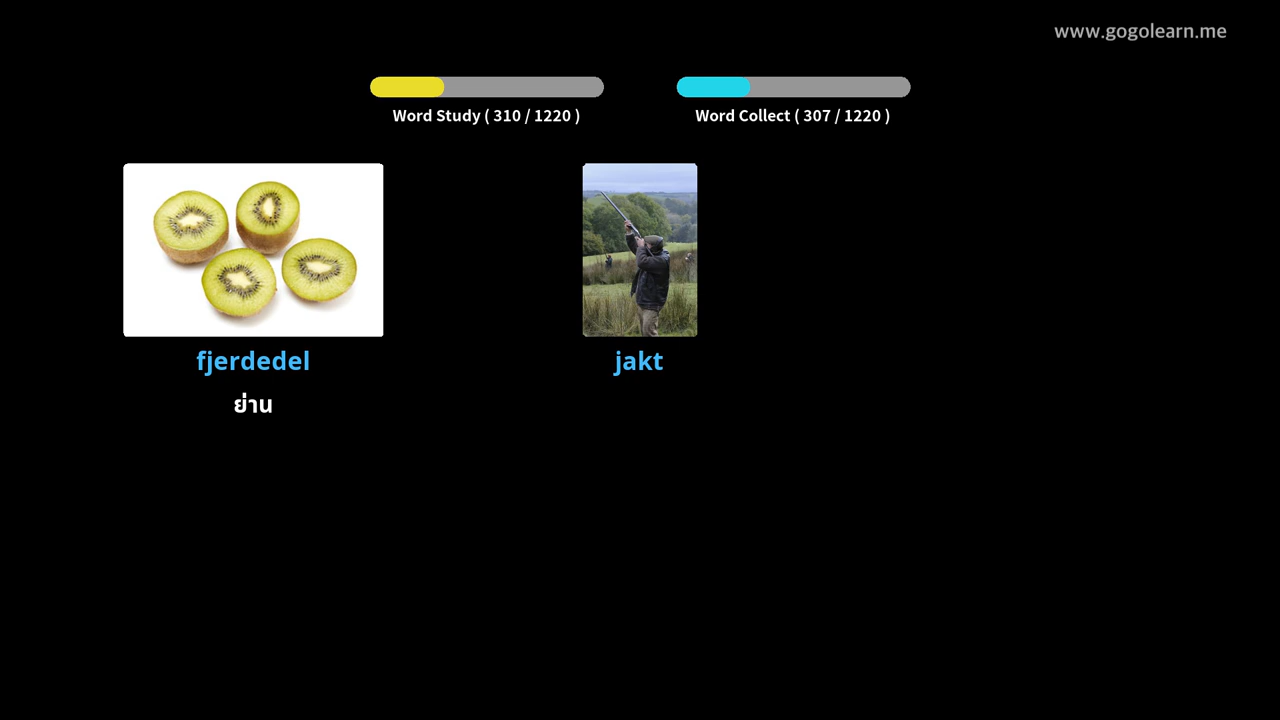 www.gogolearn.me
Word Study ( 310 / 1220 )
Word Collect ( 307 / 1220 )
fjerdedel
jakt
ย่าน